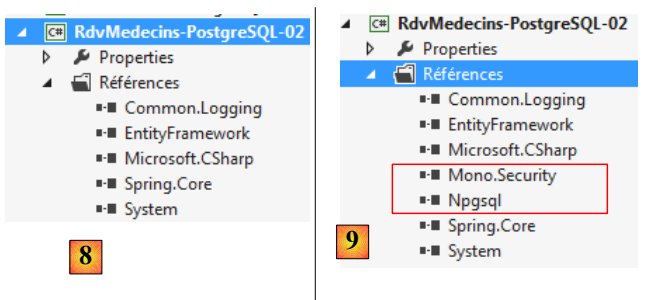 C# RdvMedecins-PostgreSQL-02
Properties
Références
Common.Logging
EntityFramework
Microsoft.CSharp
Spring.Core
System
8
C# RdvMedecins-PostgreSQL-02
Properties
Références
Common.Logging
EntityFramework
Microsoft.CSharp
Mono.Security
Npgsql
Spring.Core
System
9